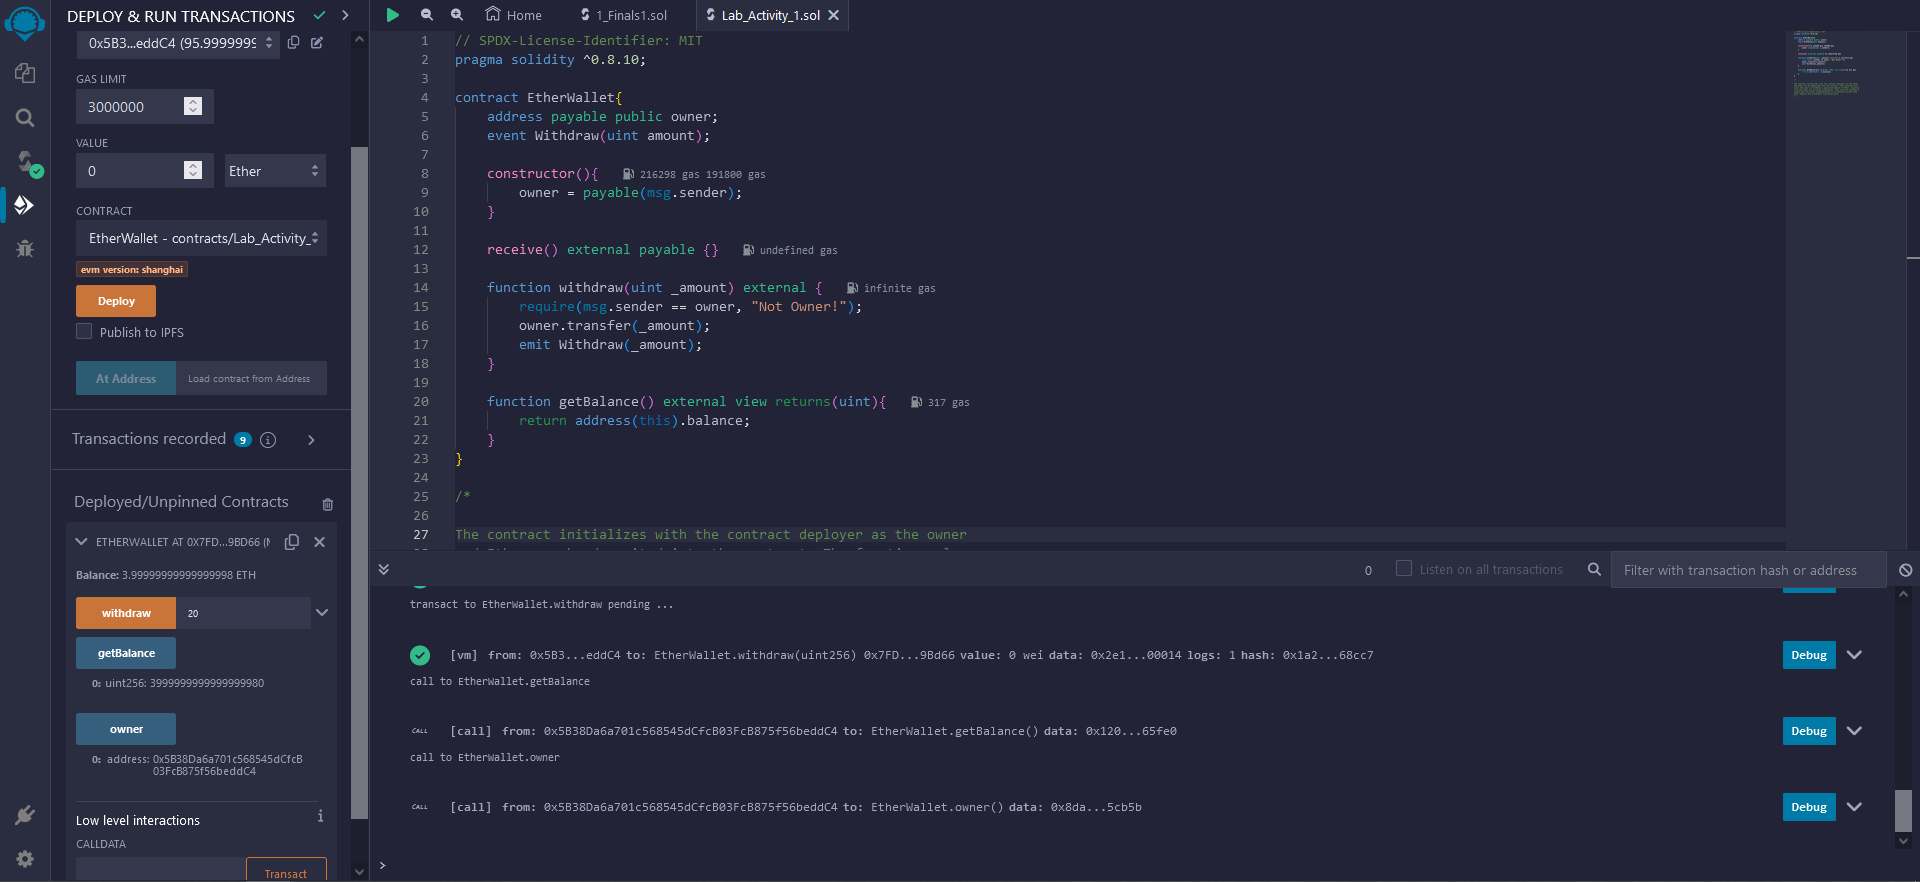 DEPLOY & RUN TRANSACTIONS
0x5B3...eddC4 (95.9999999
GAS LIMIT
3000000
VALUE
0
Ether
CONTRACT
EtherWallet - contracts/Lab_Activity_
evm version: shanghai
Deploy
Publish to IPFS
At Address
Load contract from Address
Transactions recorded 9 i
Deployed/Unpinned Contracts
ETHERWALLET AT 0X7FD...9BD66 (M
Balance: 3.99999999999999998 ETH
withdraw
20
getBalance
0: uint256: 3999999999999999980
owner
0: address: 0x5B38Da6a701c568545dCfcB
03FcB875f56beddC4
Low level interactions
i
CALLDATA
Transact
Home
1_Finals1.sol
Lab_Activity_1.sol
1 // SPDX-License-Identifier: MIT
2 pragma solidity ^0.8.10;
3
4 contract EtherWallet{
5 address payable public owner;
6 event Withdraw(uint amount);
7
8 constructor(){ 216298 gas 191800 gas
9 owner = payable(msg.sender);
10 }
11
12 receive() external payable {} undefined gas
13
14 function withdraw(uint _amount) external { infinite gas
15 require(msg.sender == owner, "Not Owner!");
16 owner.transfer(_amount);
17 emit Withdraw(_amount);
18 }
19
20 function getBalance() external view returns(uint){ 317 gas
21 return address(this).balance;
22 }
23 }
24
25 /*
26
27 The contract initializes with the contract deployer as the owner
0
Listen on all transactions
Filter with transaction hash or address
transact to EtherWallet.withdraw pending ...
[vm] from: 0x5B3...eddC4 to: EtherWallet.withdraw(uint256) 0x7FD...9Bd66 value: 0 wei data: 0x2e1...00014 logs: 1 hash: 0x1a2...68cc7
Debug
call to EtherWallet.getBalance
CALL [call] from: 0x5B38Da6a701c568545dCfcB03FcB875f56beddC4 to: EtherWallet.getBalance() data: 0x120...65fe0
Debug
call to EtherWallet.owner
CALL [call] from: 0x5B38Da6a701c568545dCfcB03FcB875f56beddC4 to: EtherWallet.owner() data: 0x8da...5cb5b
Debug
>